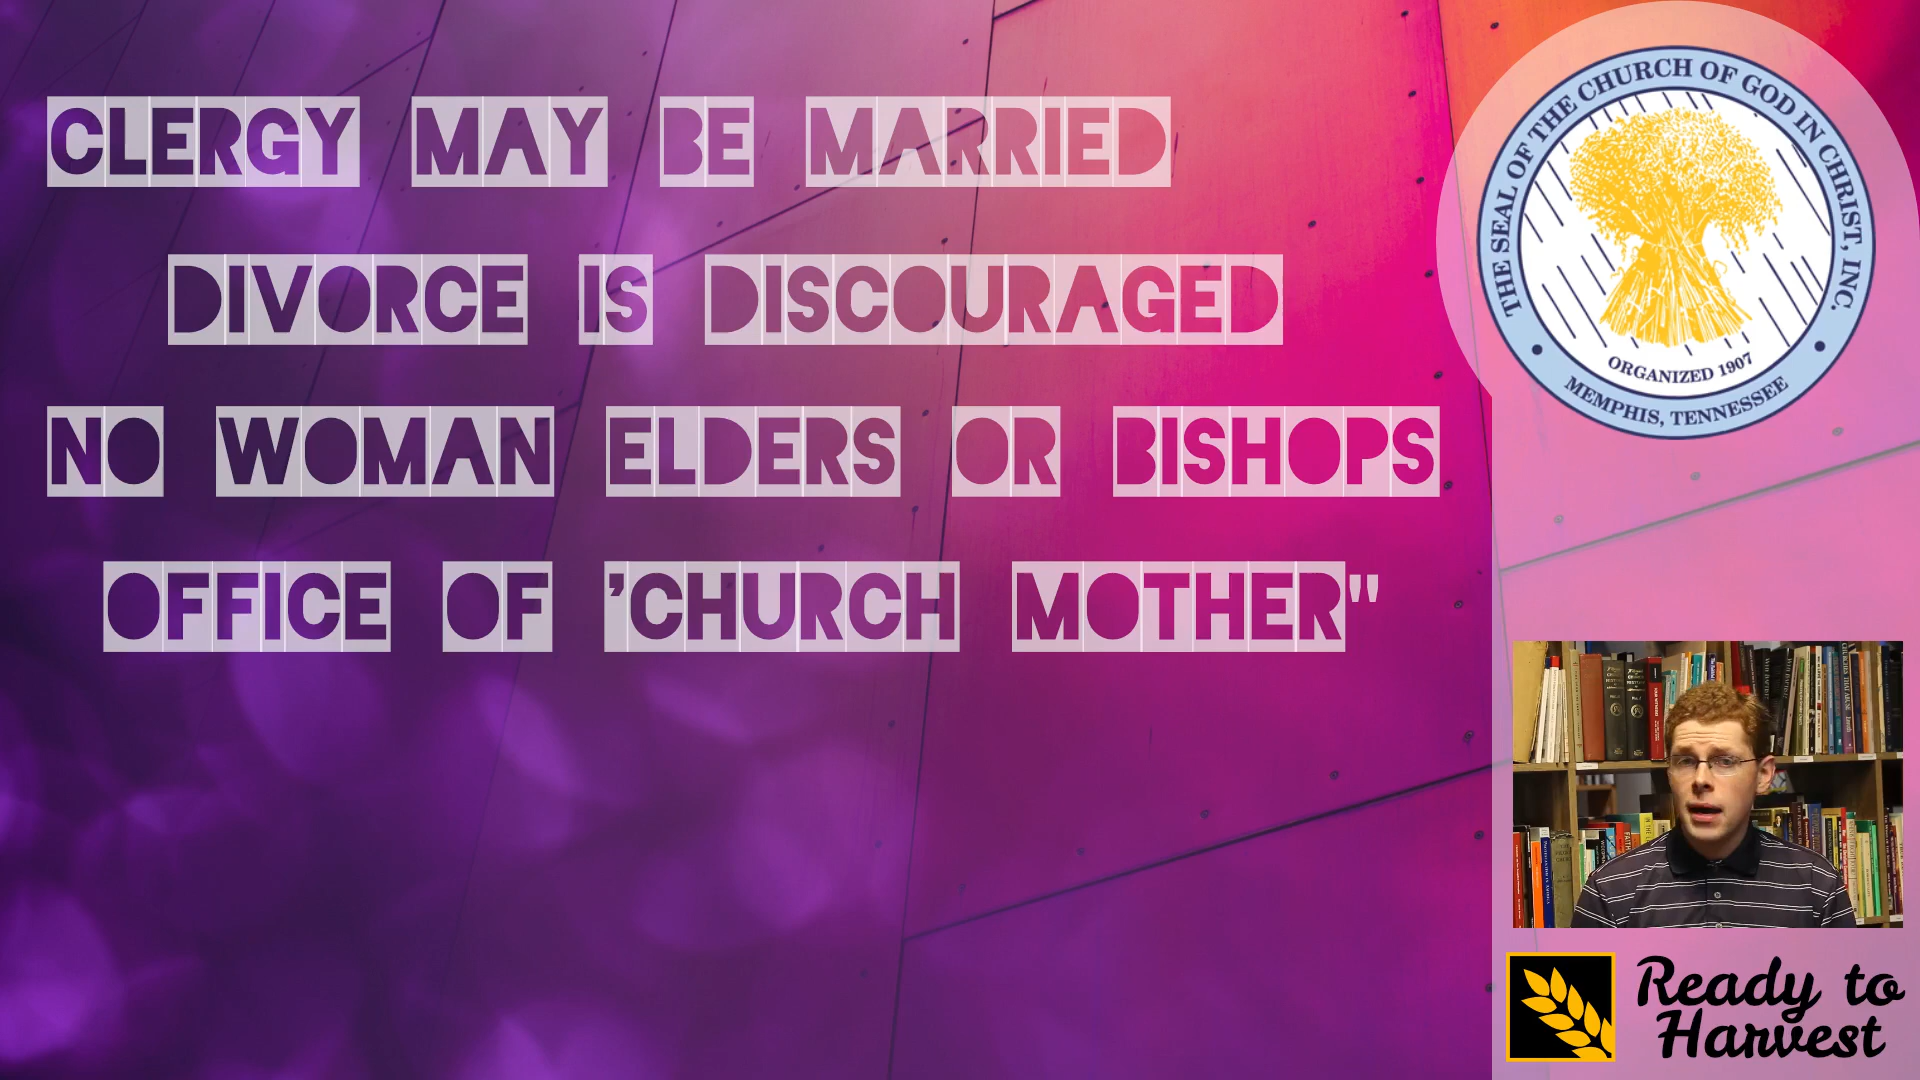 CLERGY MAY BE MARRIED
DIVORCE IS DISCOURAGED
NO WOMAN ELDERS OR BISHOPS
OFFICE OF 'CHURCH MOTHER"
THE SEAL OF THE CHURCH OF GOD IN CHRIST, INC.
ORGANIZED 1907
MEMPHIS, TENNESSEE
Ready to
Harvest